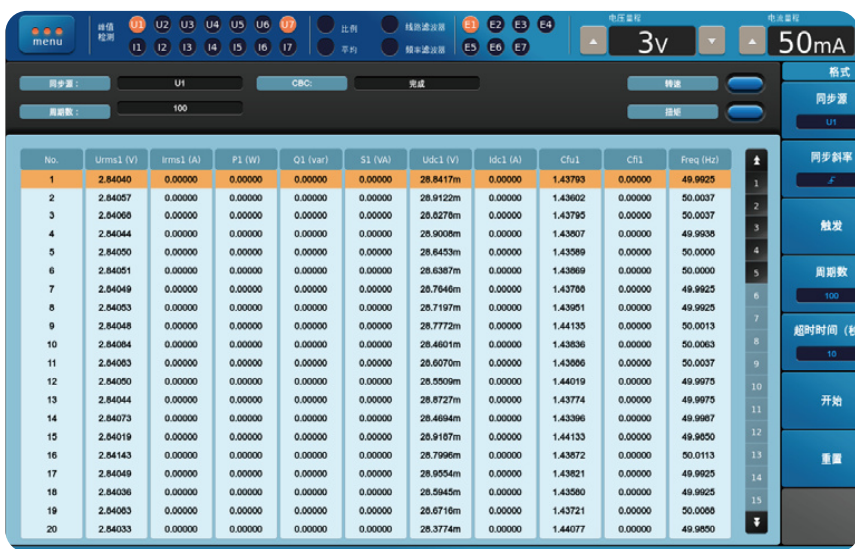 menu
峰值
检测
U1 U2 U3 U4 U5 U6 U7
I1 I2 I3 I4 I5 I6 I7
比例
平均
线路滤波器
频率滤波器
E1 E2 E3 E4
E5 E6 E7
电压量程
3V
电流量程
50mA
同步源： U1 CBC: 完成 转速
周期数： 100 扭矩
格式
同步源
U1
同步斜率
触发
周期数
100
超时时间（秒
10
开始
重置
No. Urms1 (V) Irms1 (A) P1 (W) Q1 (var) S1 (VA) Udc1 (V) Idc1 (A) Cfu1 Cfi1 Freq (Hz)
1 2.84040 0.00000 0.00000 0.00000 0.00000 28.8417m 0.00000 1.43793 0.00000 49.9925
2 2.84057 0.00000 0.00000 0.00000 0.00000 28.9122m 0.00000 1.43602 0.00000 50.0037
3 2.84068 0.00000 0.00000 0.00000 0.00000 28.8278m 0.00000 1.43795 0.00000 50.0037
4 2.84044 0.00000 0.00000 0.00000 0.00000 28.9008m 0.00000 1.43807 0.00000 49.9938
5 2.84050 0.00000 0.00000 0.00000 0.00000 28.6453m 0.00000 1.43589 0.00000 50.0000
6 2.84051 0.00000 0.00000 0.00000 0.00000 28.6387m 0.00000 1.43869 0.00000 50.0000
7 2.84049 0.00000 0.00000 0.00000 0.00000 28.7646m 0.00000 1.43788 0.00000 49.9925
8 2.84053 0.00000 0.00000 0.00000 0.00000 28.7197m 0.00000 1.43951 0.00000 49.9925
9 2.84048 0.00000 0.00000 0.00000 0.00000 28.7772m 0.00000 1.44135 0.00000 50.0013
10 2.84084 0.00000 0.00000 0.00000 0.00000 28.4601m 0.00000 1.43836 0.00000 50.0063
11 2.84083 0.00000 0.00000 0.00000 0.00000 28.6070m 0.00000 1.43886 0.00000 50.0037
12 2.84050 0.00000 0.00000 0.00000 0.00000 28.5509m 0.00000 1.44019 0.00000 49.9975
13 2.84044 0.00000 0.00000 0.00000 0.00000 28.8727m 0.00000 1.43774 0.00000 49.9975
14 2.84073 0.00000 0.00000 0.00000 0.00000 28.4694m 0.00000 1.43396 0.00000 49.9987
15 2.84019 0.00000 0.00000 0.00000 0.00000 28.9187m 0.00000 1.44133 0.00000 49.9850
16 2.84143 0.00000 0.00000 0.00000 0.00000 28.7996m 0.00000 1.43872 0.00000 50.0113
17 2.84049 0.00000 0.00000 0.00000 0.00000 28.9554m 0.00000 1.43821 0.00000 49.9925
18 2.84036 0.00000 0.00000 0.00000 0.00000 28.5945m 0.00000 1.43580 0.00000 49.9925
19 2.84083 0.00000 0.00000 0.00000 0.00000 28.6716m 0.00000 1.43721 0.00000 50.0088
20 2.84033 0.00000 0.00000 0.00000 0.00000 28.3774m 0.00000 1.44077 0.00000 49.9850
1
2
3
4
5
6
7
8
9
10
11
12
13
14
15